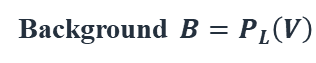 Background B = P_L(V)